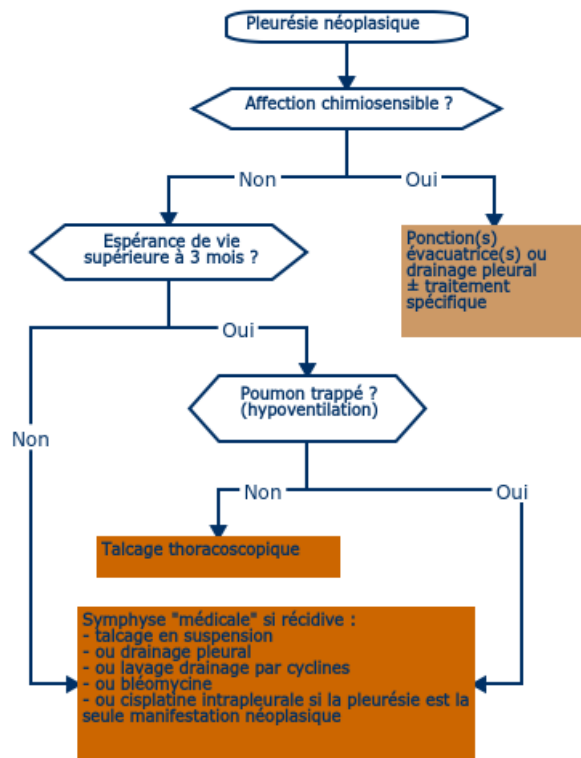 Pleurésie néoplasique
Affection chimiosensible ?
Non
Oui
Espérance de vie
supérieure à 3 mois ?
Ponction(s)
évacuatrice(s) ou
drainage pleural
± traitement
spécifique
Oui
Poumon trappé ?
(hypoventilation)
Non
Non
Oui
Talcage thoracoscopique
Symphyse "médicale" si récidive :
- talcage en suspension
- ou drainage pleural
- ou lavage drainage par cyclines
- ou bléomycine
- ou cisplatine intrapleurale si la pleurésie est la
seule manifestation néoplasique